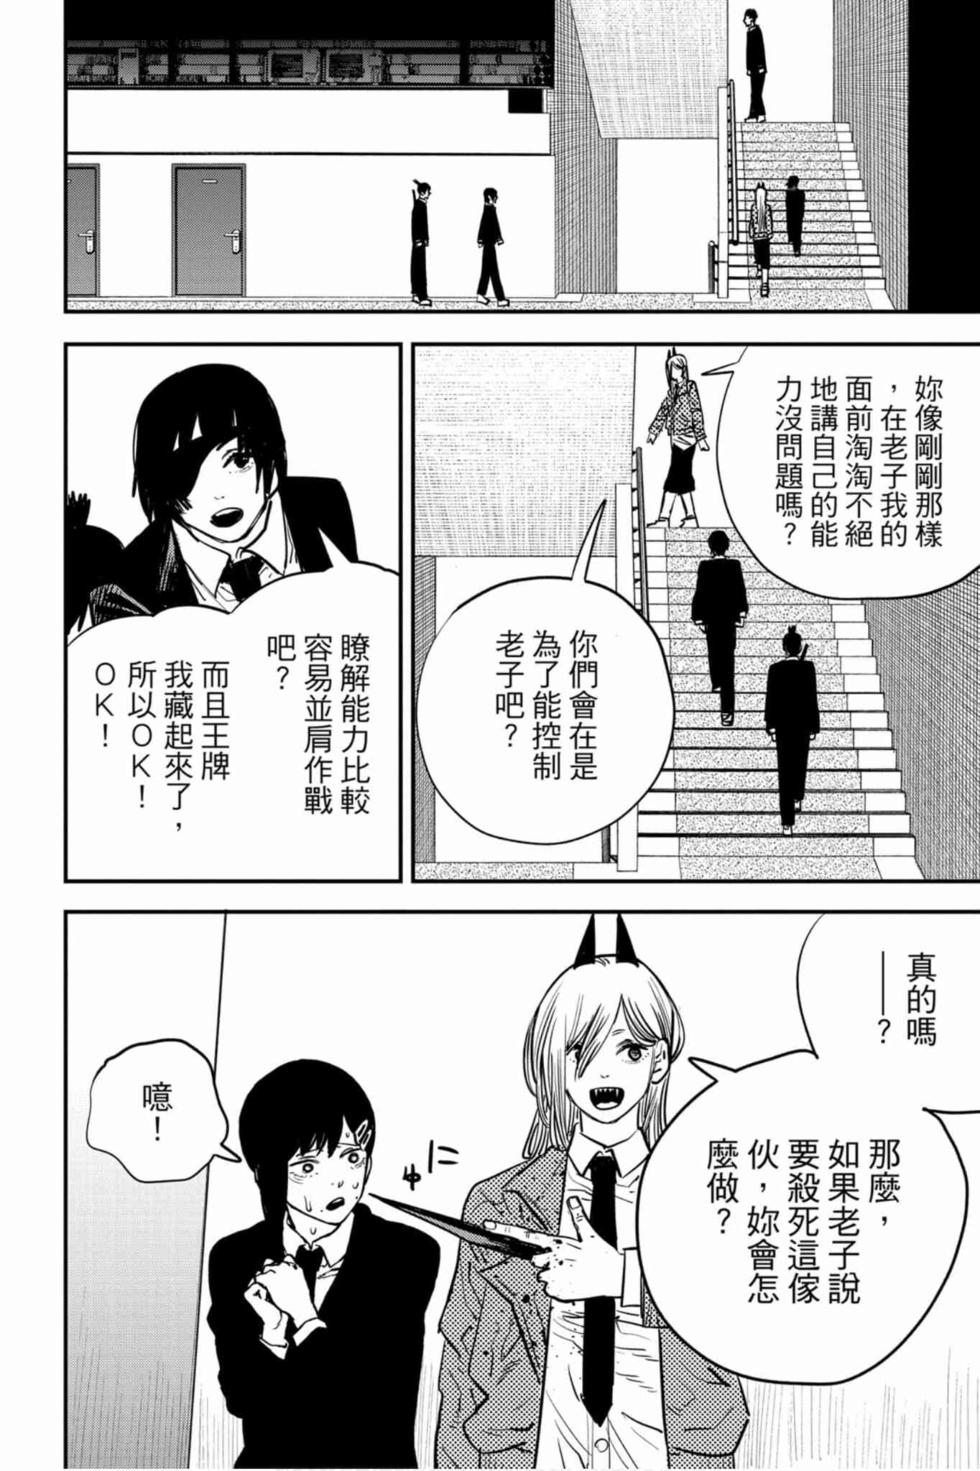 妳像剛剛那樣
，在老子我的
面前淘淘不絕
地講自己的能
力沒問題嗎？
你們會在是
為了能控制
老子吧？
瞭解能力比較
容易並肩作戰
吧？
而且王牌
我藏起來了，
所以ＯＫ！
ＯＫ！
真的嗎
——？
那麼，
如果老子說
要殺死這傢
伙，妳會怎
麼做？
にゅ
噫！